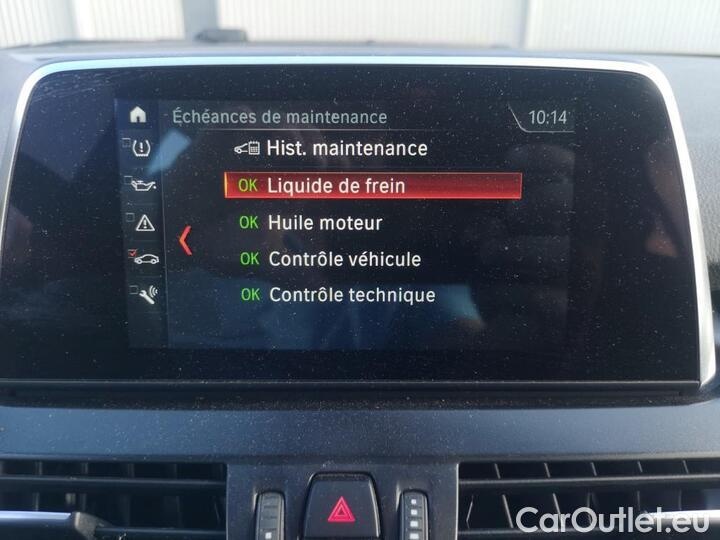 Échéances de maintenance 10:14
Hist. maintenance
OK Liquide de frein
OK Huile moteur
OK Contrôle véhicule
OK Contrôle technique
CarOutlet.eu